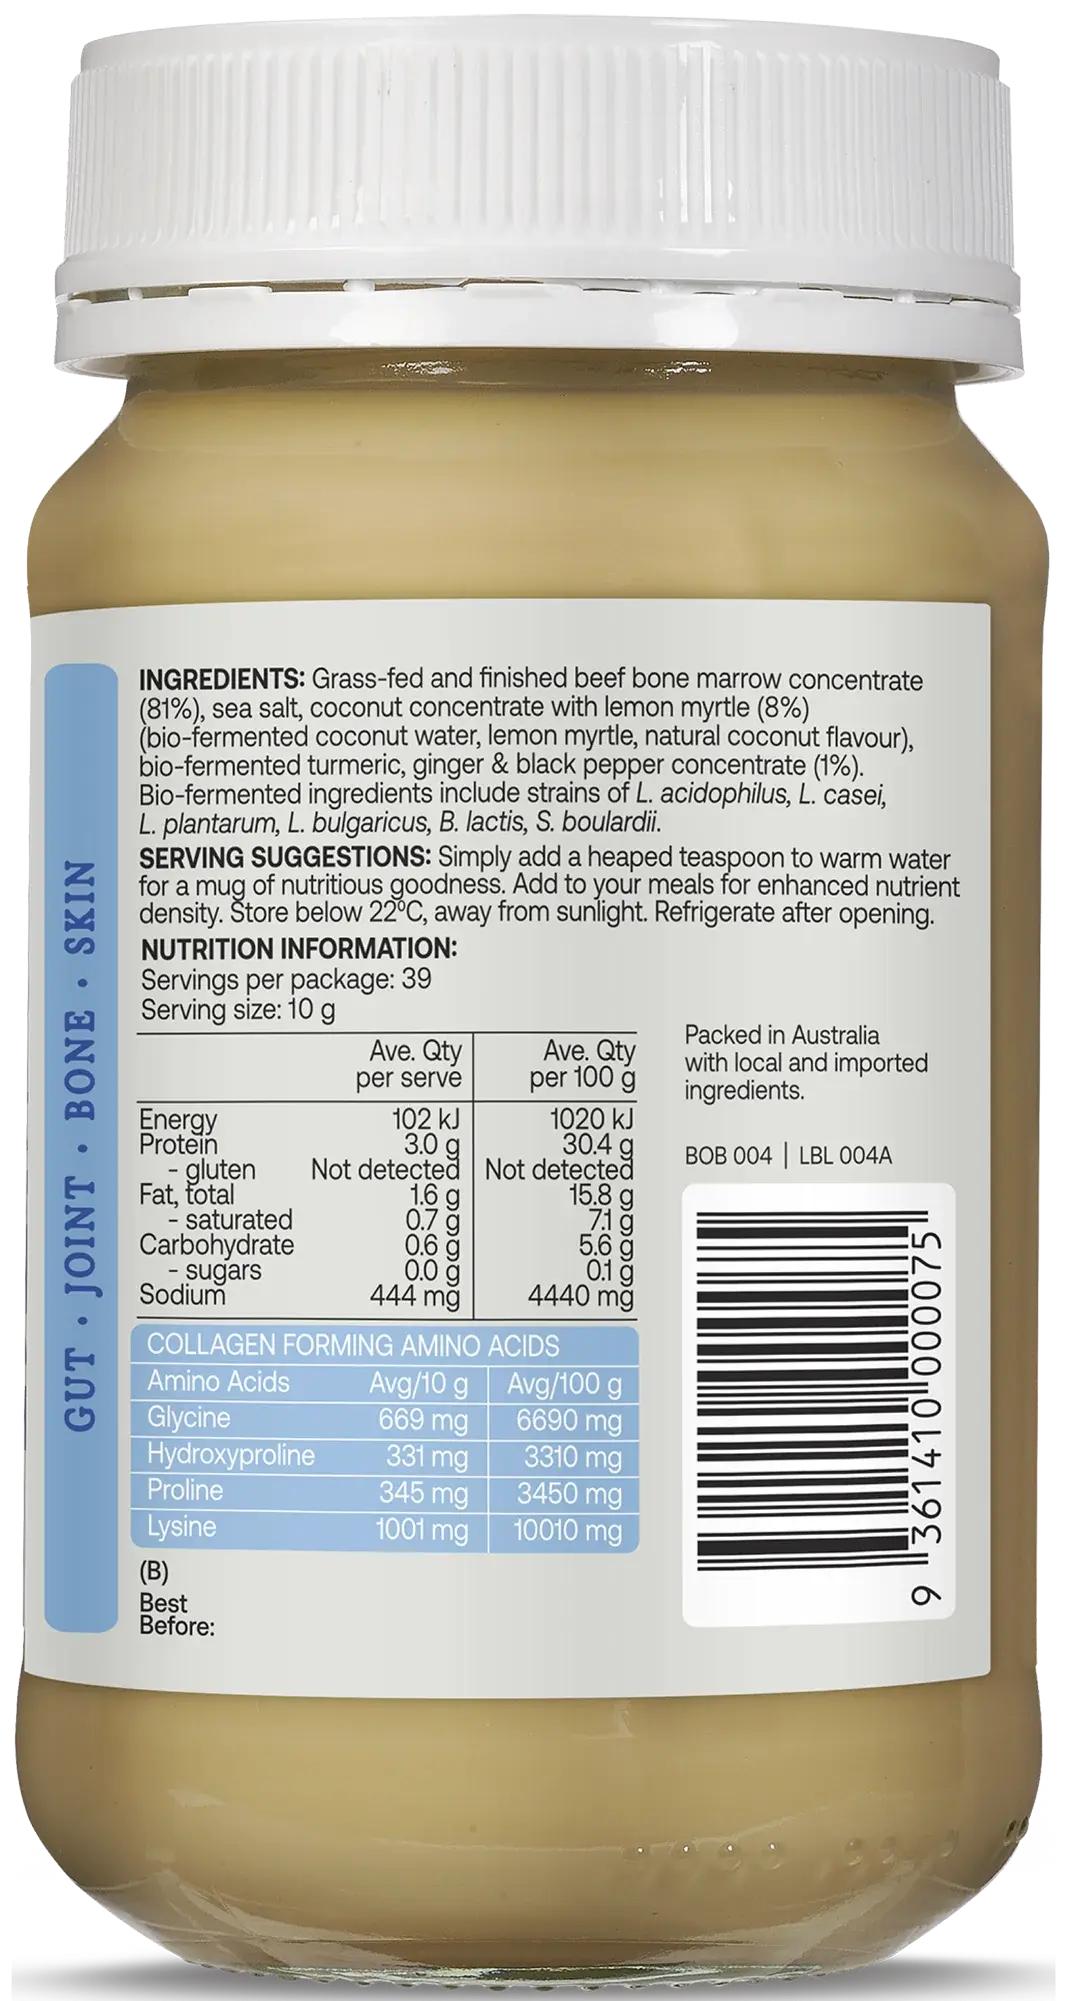 GUT • JOINT • BONE • SKIN
INGREDIENTS: Grass-fed and finished beef bone marrow concentrate
(81%), sea salt, coconut concentrate with lemon myrtle (8%)
(bio-fermented coconut water, lemon myrtle, natural coconut flavour),
bio-fermented turmeric, ginger & black pepper concentrate (1%).
Bio-fermented ingredients include strains of L. acidophilus, L. casei,
L. plantarum, L. bulgaricus, B. lactis, S. boulardii.
SERVING SUGGESTIONS: Simply add a heaped teaspoon to warm water
for a mug of nutritious goodness. Add to your meals for enhanced nutrient
density. Store below 22ºC, away from sunlight. Refrigerate after opening.
NUTRITION INFORMATION:
Servings per package: 39
Serving size: 10 g
Ave. Qty Ave. Qty
per serve per 100 g
Energy 102 kJ 1020 kJ
Protein 3.0 g 30.4 g
- gluten Not detected Not detected
Fat, total 1.6 g 15.8 g
- saturated 0.7 g 7.1 g
Carbohydrate 0.6 g 5.6 g
- sugars 0.0 g 0.1 g
Sodium 444 mg 4440 mg
COLLAGEN FORMING AMINO ACIDS
Amino Acids Avg/10 g Avg/100 g
Glycine 669 mg 6690 mg
Hydroxyproline 331 mg 3310 mg
Proline 345 mg 3450 mg
Lysine 1001 mg 10010 mg
(B)
Best
Before:
Packed in Australia
with local and imported
ingredients.
BOB 004 | LBL 004A
9 361410 000075